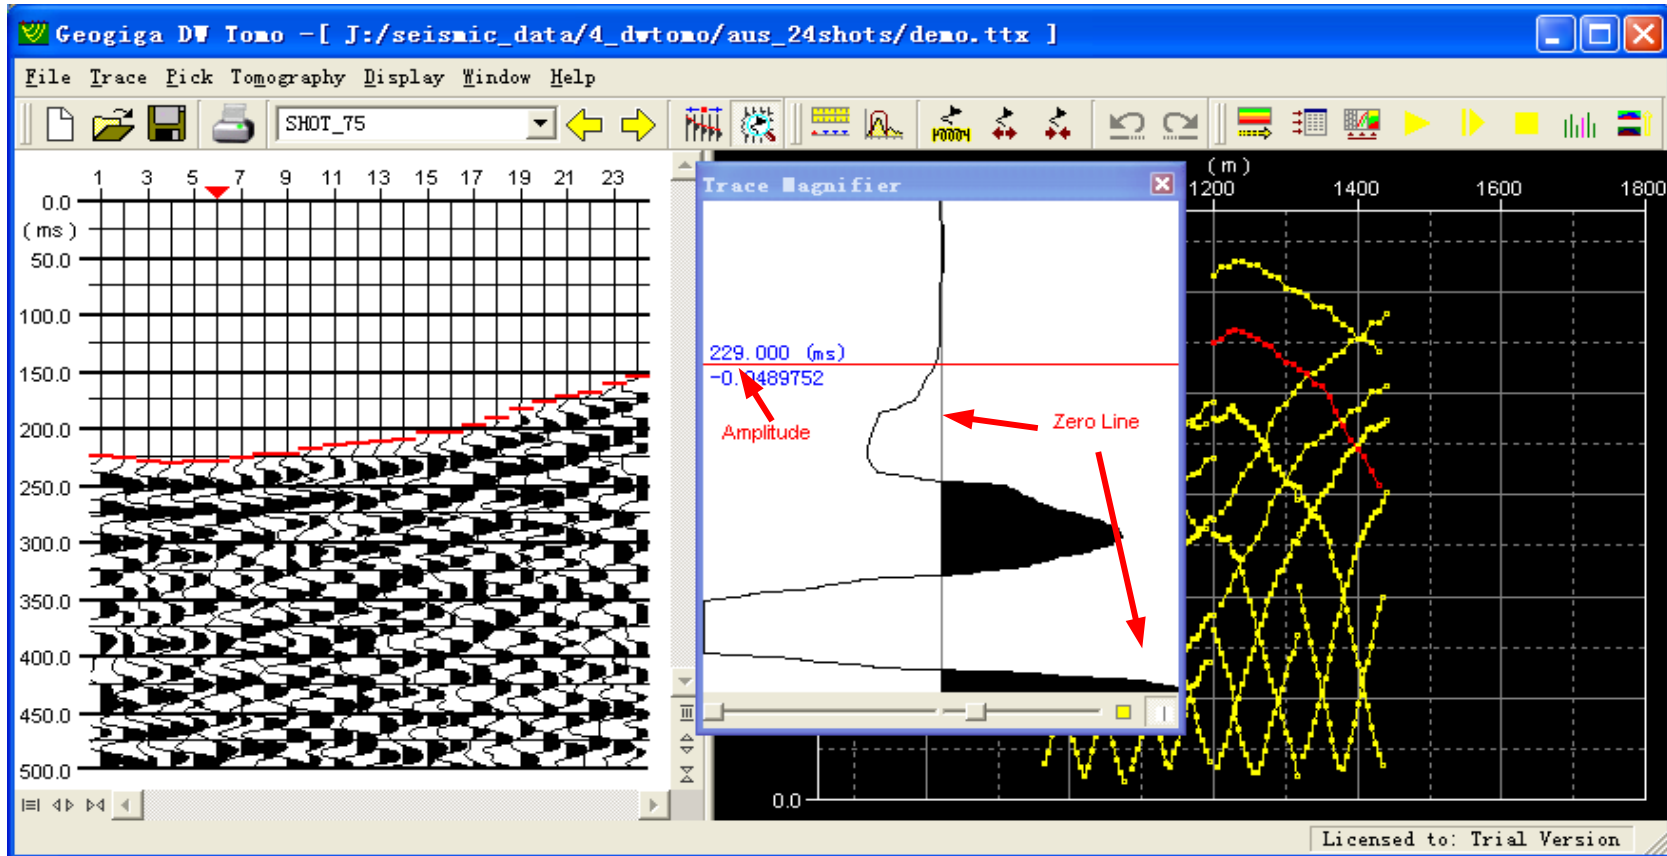 Geogiga DW Tomo -[ J:/seismic_data/4_dwtomo/aus_24shots/demo.ttx ]
File Trace Pick Tomography Display Window Help
SHOT_75
1 3 5 7 9 11 13 15 17 19 21 23
0.0
(ms)
50.0
100.0
150.0
200.0
250.0
300.0
350.0
400.0
450.0
500.0
Trace Magnifier
229.000 (ms)
-0.0489752
Amplitude
Zero Line
(m)
1200 1400 1600 1800
0.0
Licensed to: Trial Version